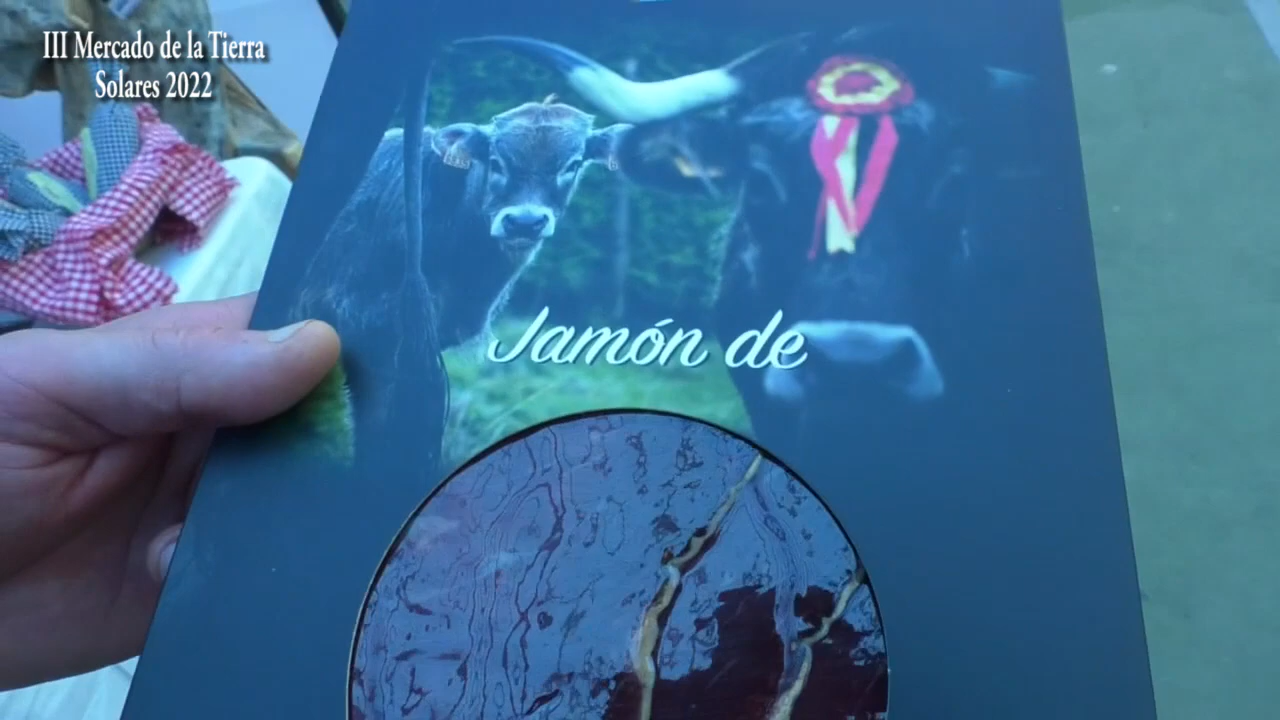 III Mercado de la Tierra
Solares 2022
Jamón de